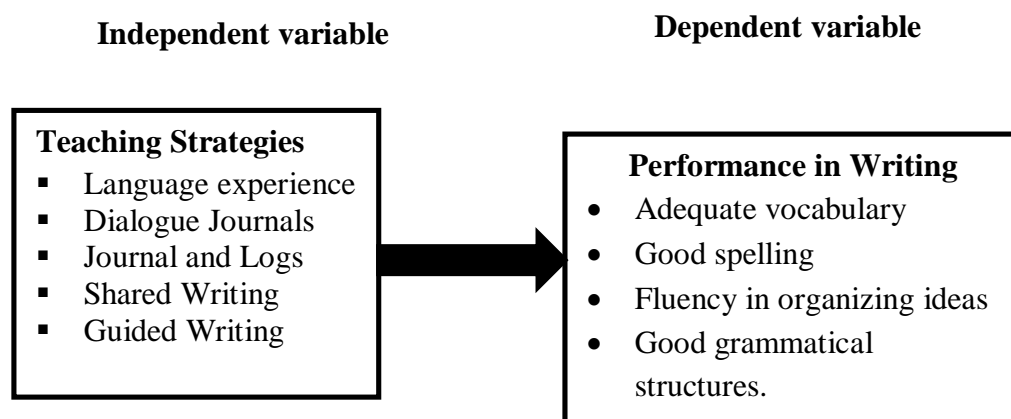 Independent variable
Dependent variable
Teaching Strategies
▪ Language experience
▪ Dialogue Journals
▪ Journal and Logs
▪ Shared Writing
▪ Guided Writing
Performance in Writing
• Adequate vocabulary
• Good spelling
• Fluency in organizing ideas
• Good grammatical
structures.